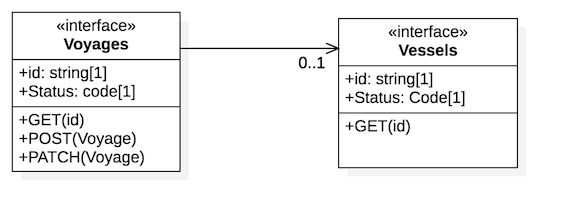 «interface»
Voyages
+id: string[1]
+Status: code[1]
+GET(id)
+POST(Voyage)
+PATCH(Voyage)
0..1
«interface»
Vessels
+id: string[1]
+Status: Code[1]
+GET(id)